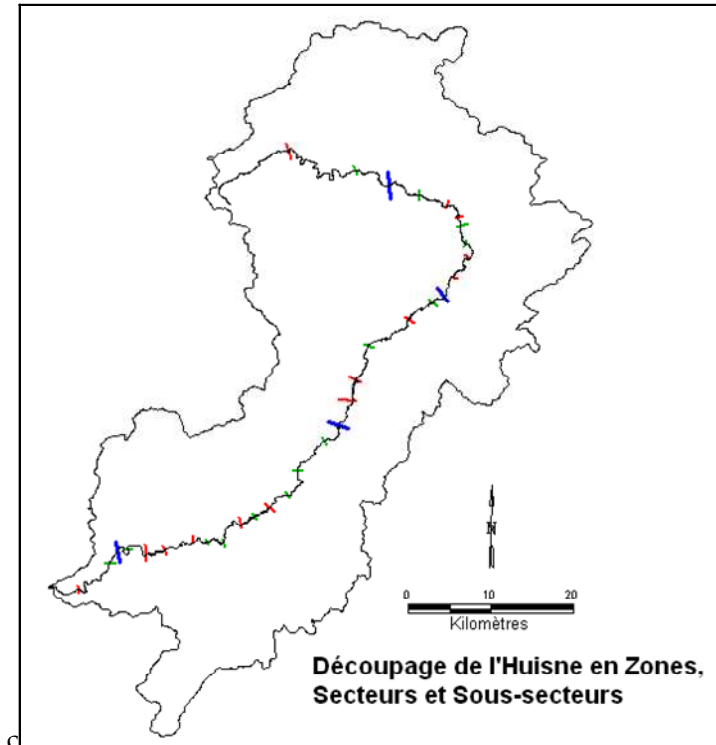 N
0 10 20
Kilomètres
Découpage de l'Huisne en Zones,
Secteurs et Sous-secteurs
c